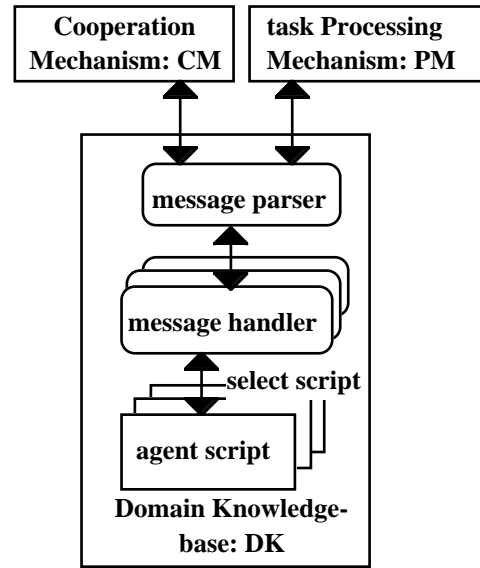 Cooperation
Mechanism: CM
task Processing
Mechanism: PM
message parser
message handler
select script
agent script
Domain Knowledge-
base: DK